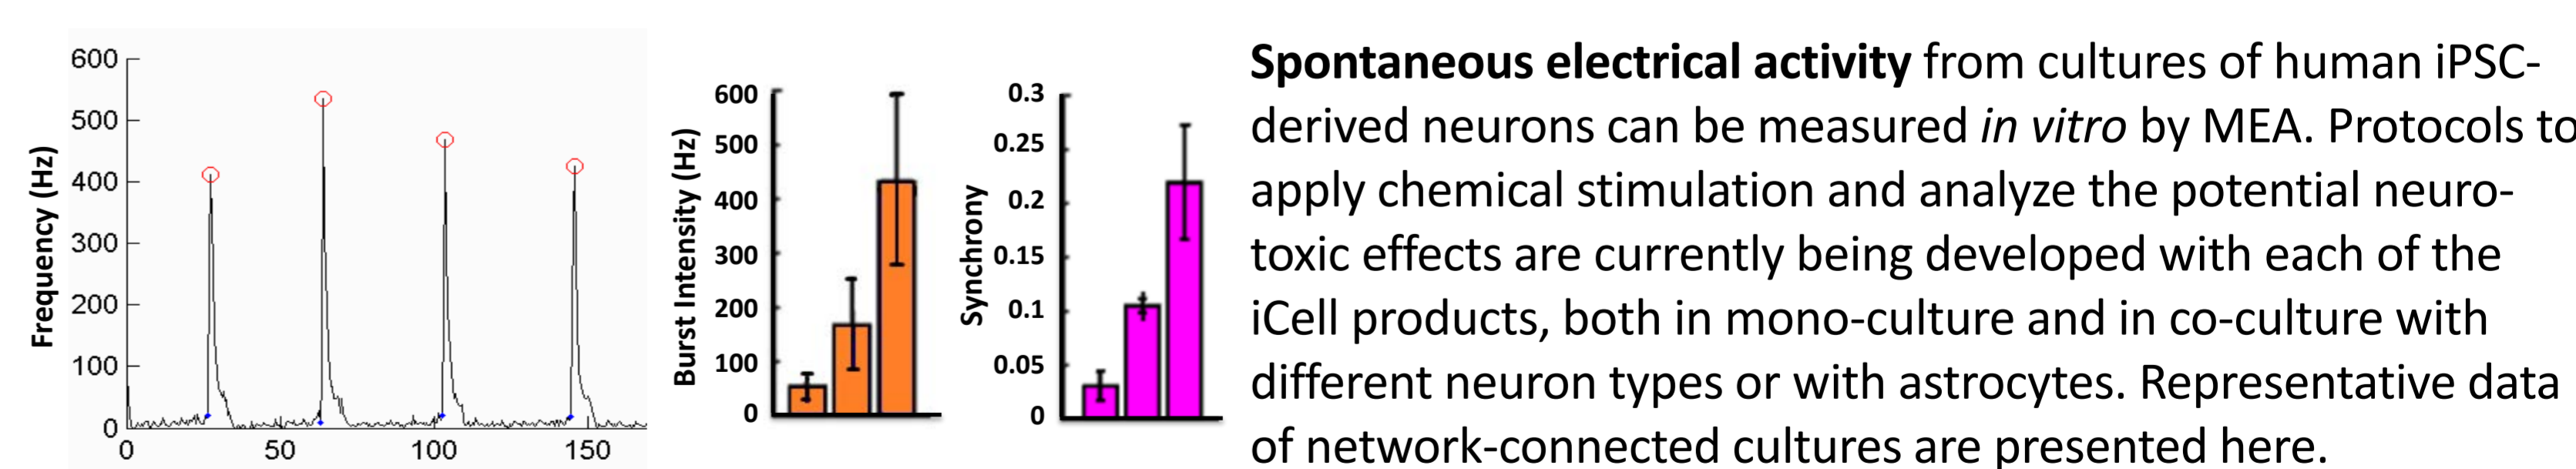 600
500
400
300
200
100
0
0 50 100 150
Frequency (Hz)
600
500
400
300
200
100
0
Burst Intensity (Hz)
0.3
0.25
0.2
0.15
0.1
0.05
0
Synchrony
Spontaneous electrical activity from cultures of human iPSC-
derived neurons can be measured in vitro by MEA. Protocols to
apply chemical stimulation and analyze the potential neuro-
toxic effects are currently being developed with each of the
iCell products, both in mono-culture and in co-culture with
different neuron types or with astrocytes. Representative data
of network-connected cultures are presented here.